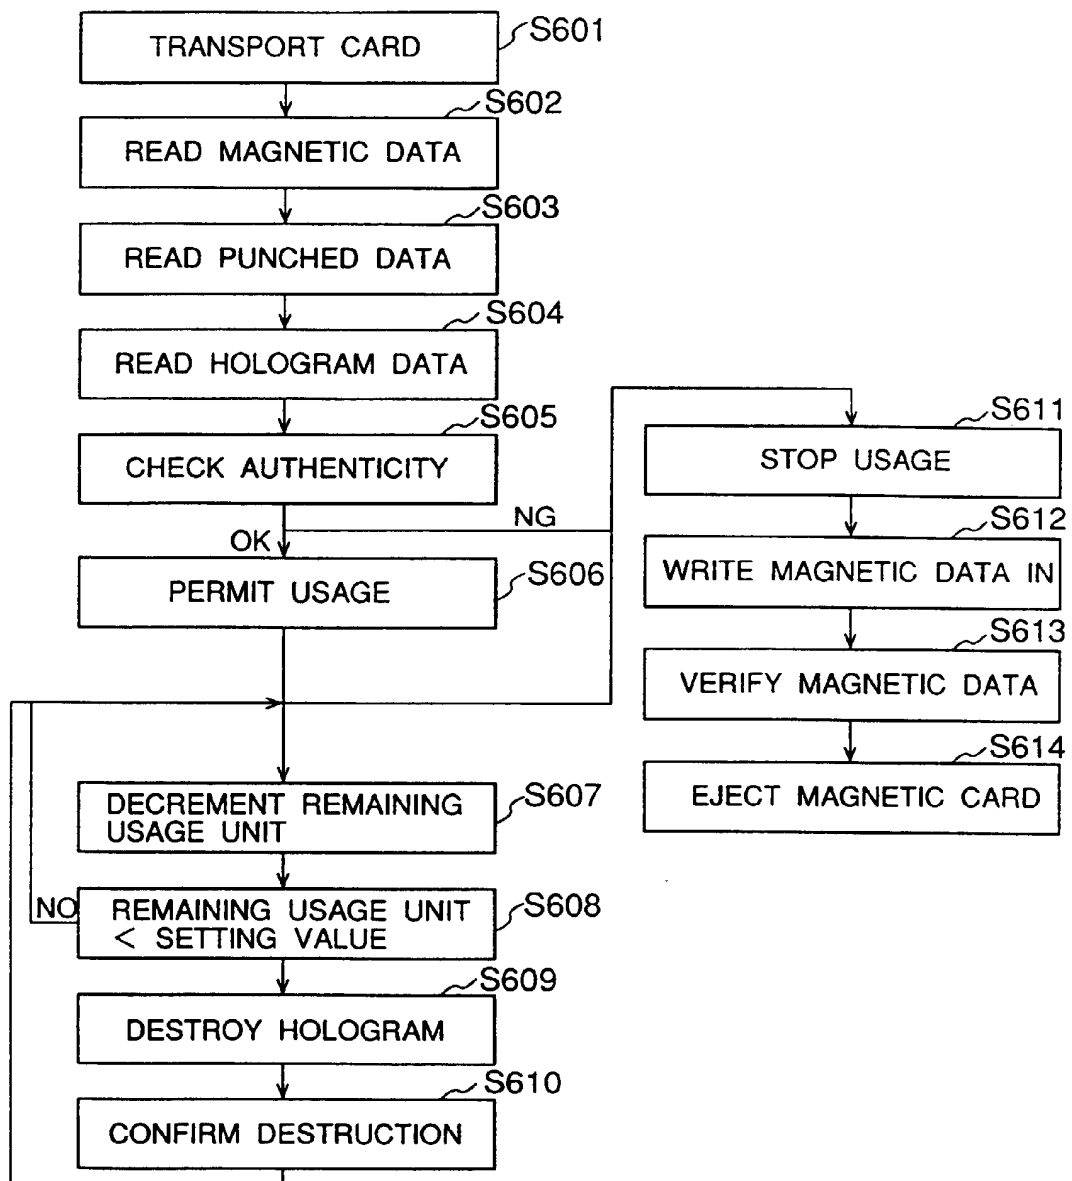 TRANSPORT CARD
S601
S602
READ MAGNETIC DATA
S603
READ PUNCHED DATA
S604
READ HOLOGRAM DATA
S605
CHECK AUTHENTICITY
NG
OK
S606
PERMIT USAGE
S607
DECREMENT REMAINING
USAGE UNIT
NO
S608
REMAINING USAGE UNIT
< SETTING VALUE
S609
DESTROY HOLOGRAM
S610
CONFIRM DESTRUCTION
S611
STOP USAGE
S612
WRITE MAGNETIC DATA IN
S613
VERIFY MAGNETIC DATA
S614
EJECT MAGNETIC CARD